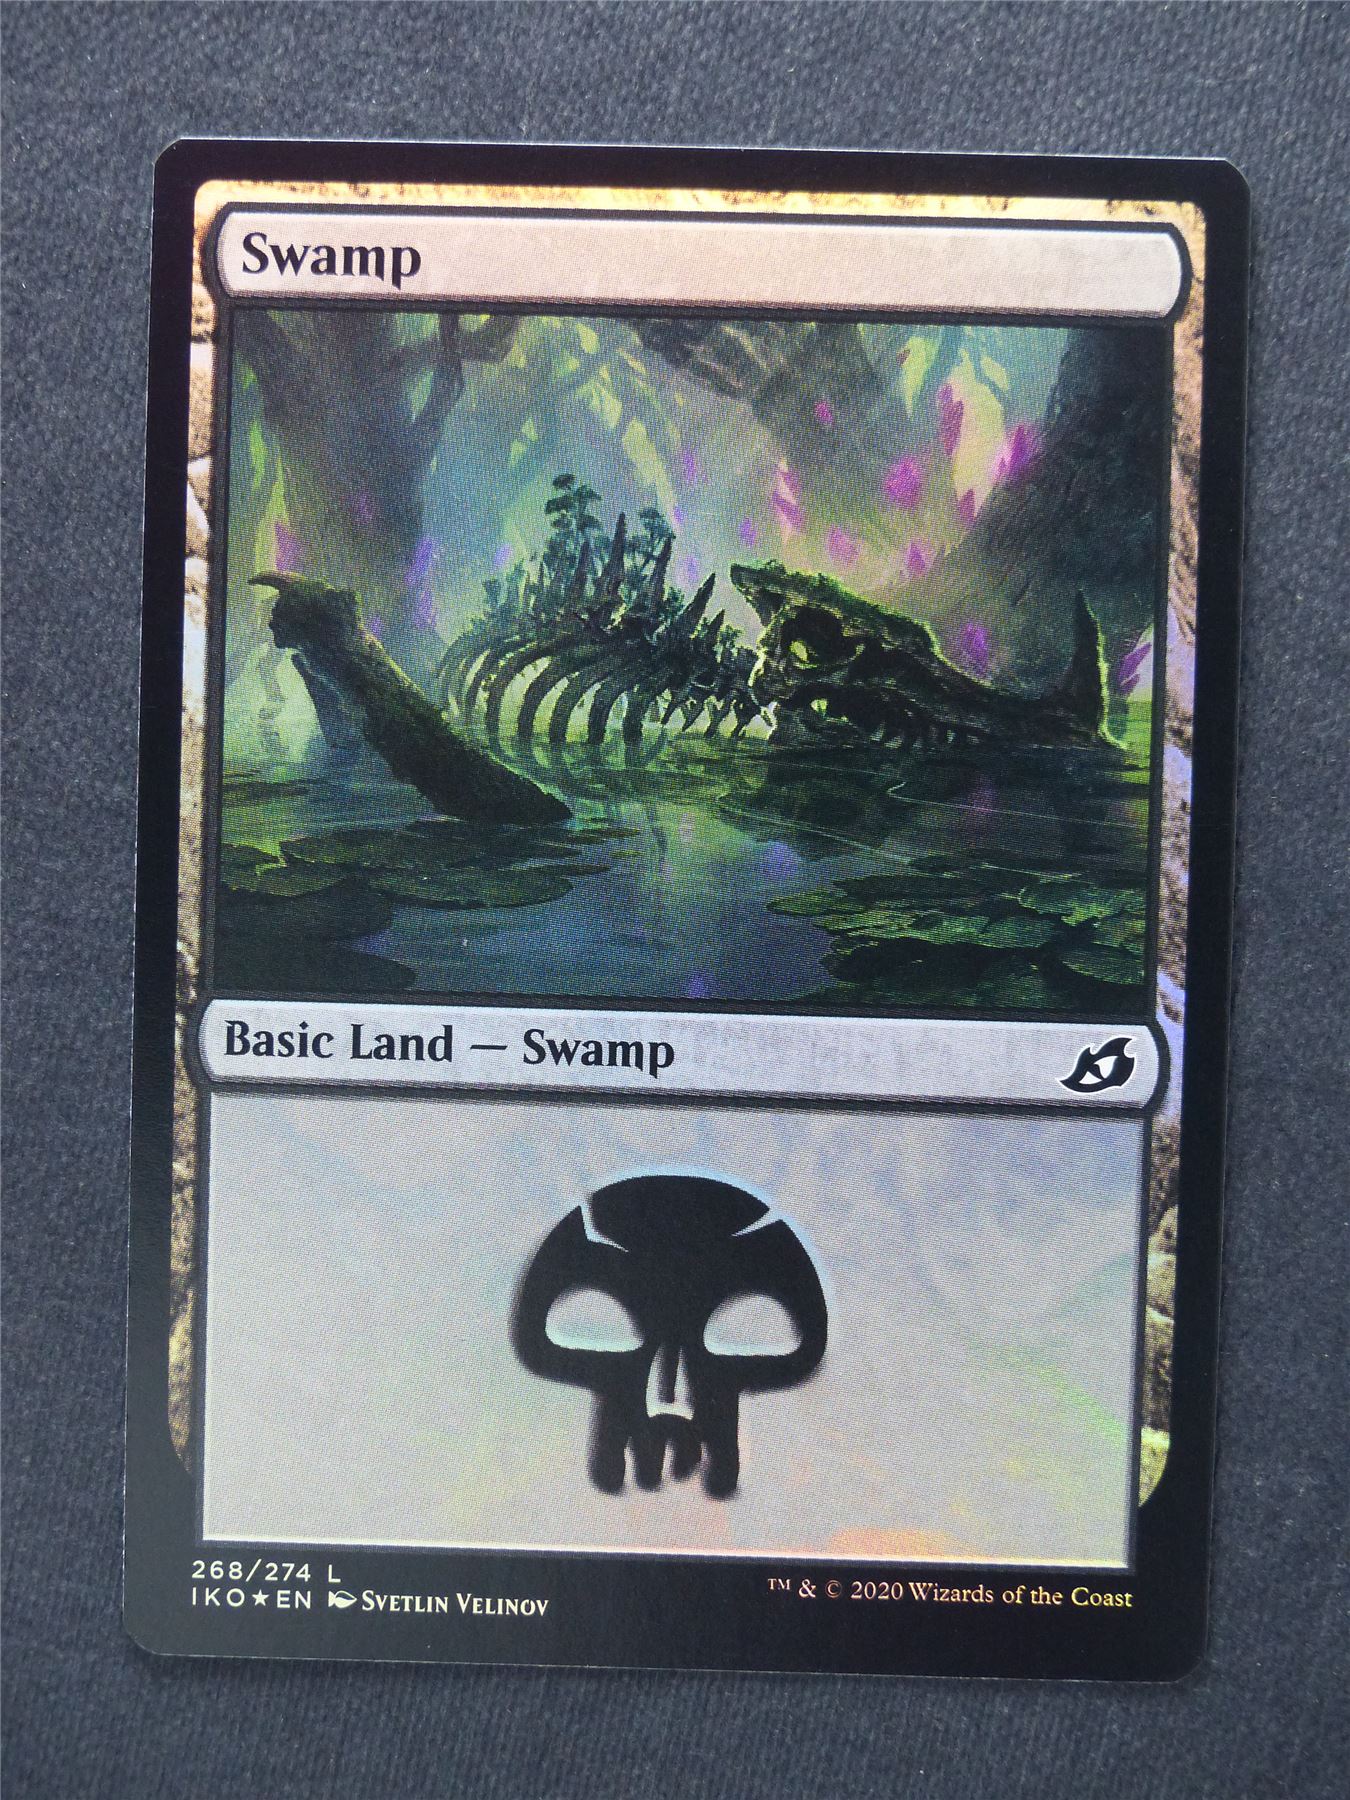 Swamp
Basic Land — Swamp
268/274 L
IKO★EN Svetlin Velinov
™ & © 2020 Wizards of the Coast